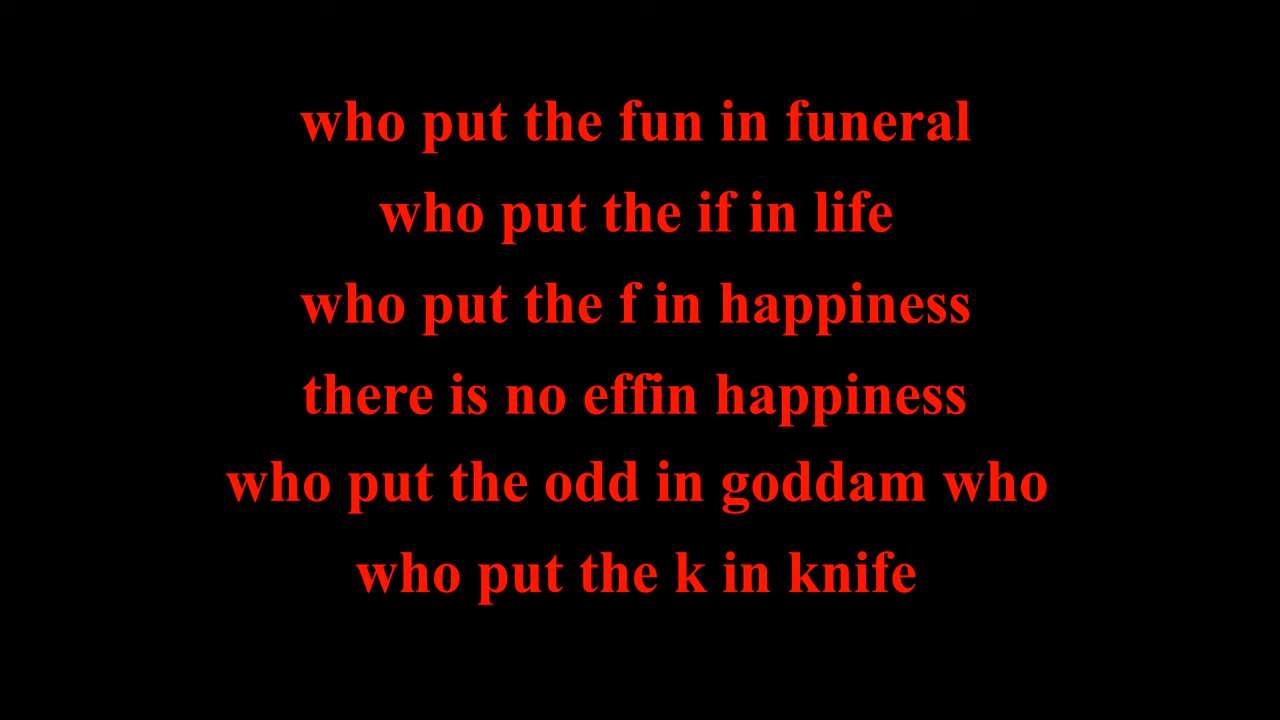 who put the fun in funeral
who put the if in life
who put the f in happiness
there is no effin happiness
who put the odd in goddam who
who put the k in knife